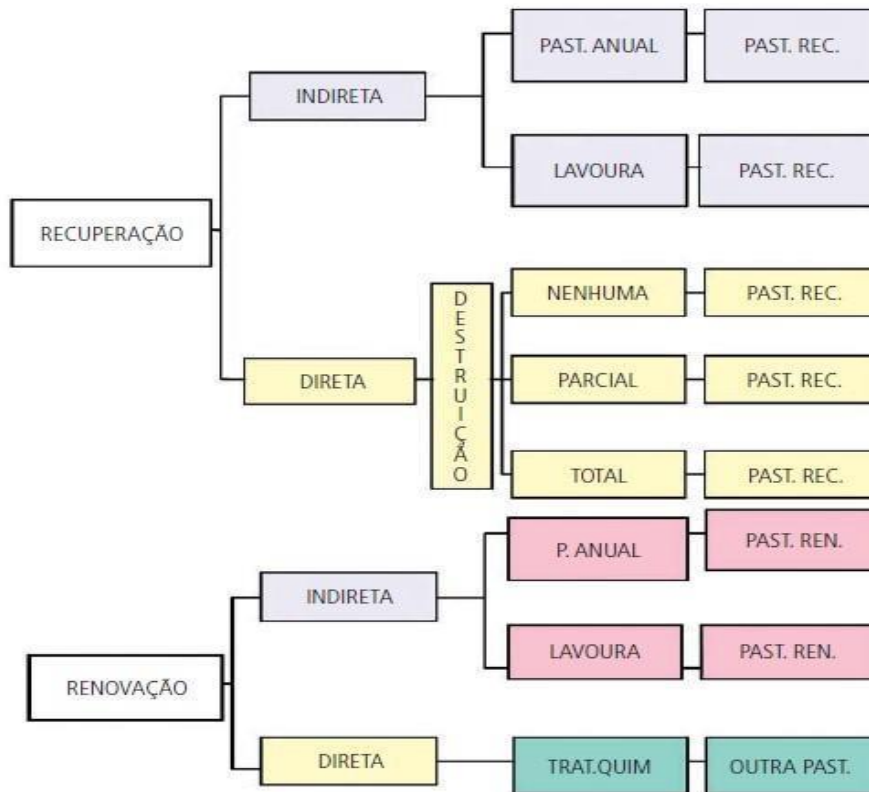 PAST. ANUAL
PAST. REC.
INDIRETA
LAVOURA
PAST. REC.
RECUPERAÇÃO
NENHUMA
PAST. REC.
DIRETA
DESTRUIÇÃO
PARCIAL
PAST. REC.
TOTAL
PAST. REC.
P. ANUAL
PAST. REN.
INDIRETA
LAVOURA
PAST. REN.
RENOVAÇÃO
DIRETA
TRAT.QUIM
OUTRA PAST.